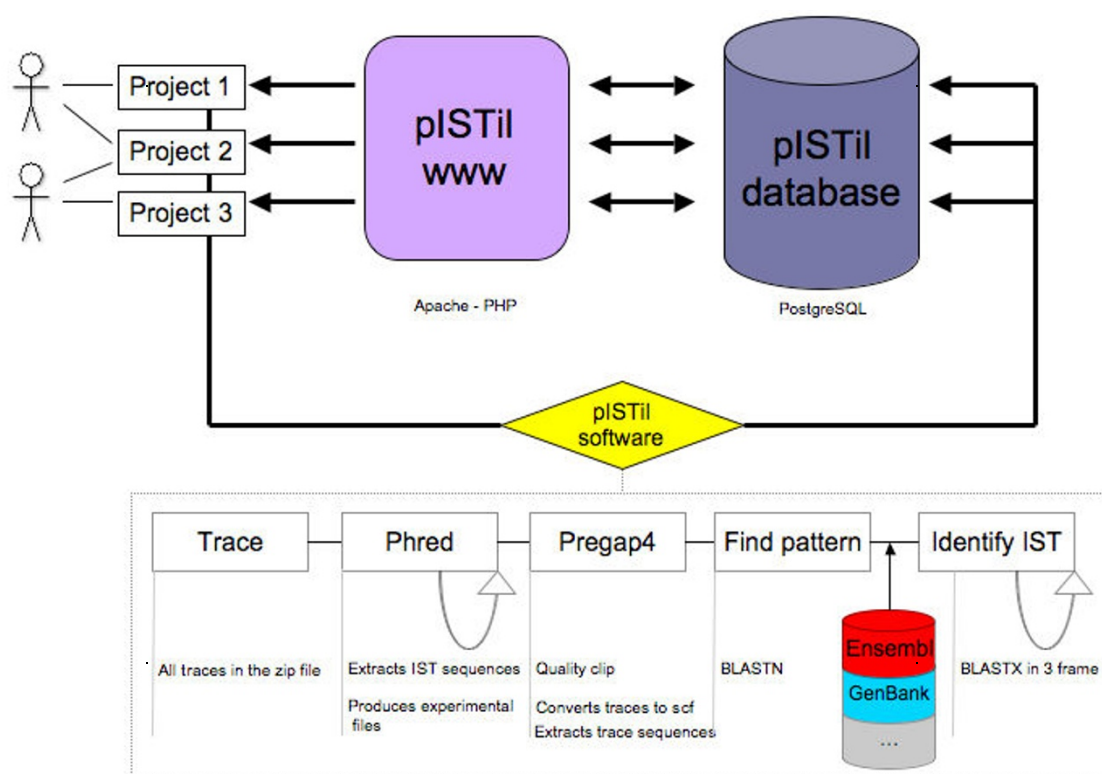 Project 1
Project 2
Project 3
pISTil
www
Apache - PHP
pISTil
database
PostgreSQL
pISTil
software
Trace
Phred
Pregap4
Find pattern
Identify IST
All traces in the zip file
Extracts IST sequences
Produces experimental
files
Quality clip
Converts traces to scf
Extracts trace sequences
BLASTN
Ensembl
GenBank
...
BLASTX in 3 frame